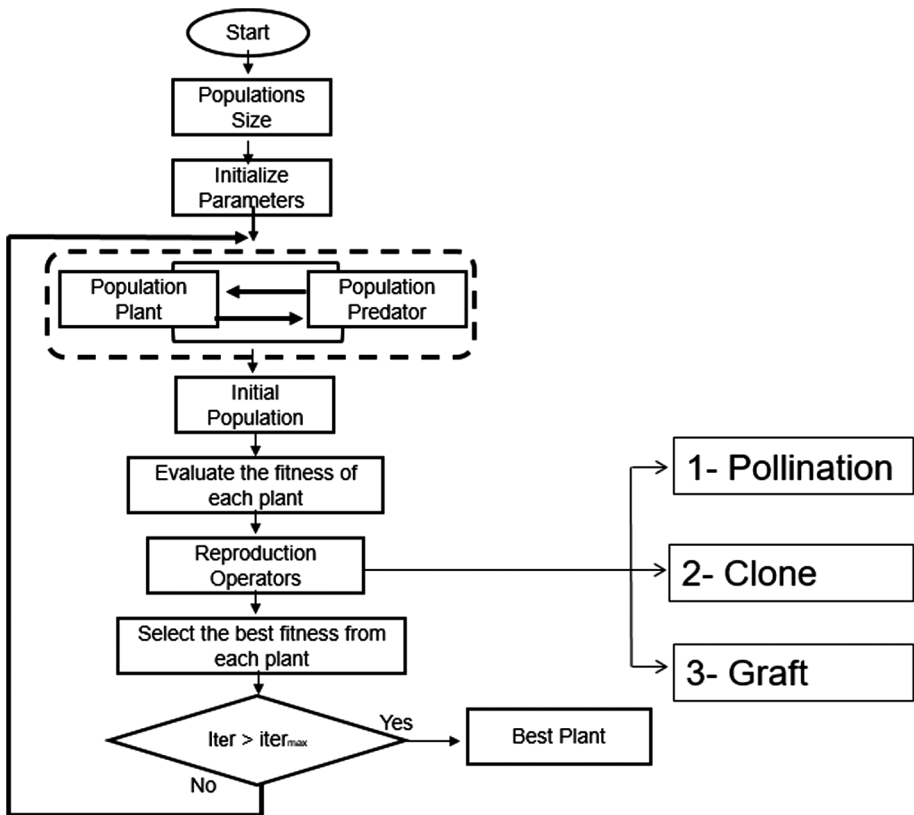 Start
Populations
Size
Initialize
Parameters
Population
Plant
Population
Predator
Initial
Population
Evaluate the fitness of
each plant
Reproduction
Operators
1- Pollination
2- Clone
3- Graft
Select the best fitness from
each plant
Iter > iter_max
Yes
Best Plant
No